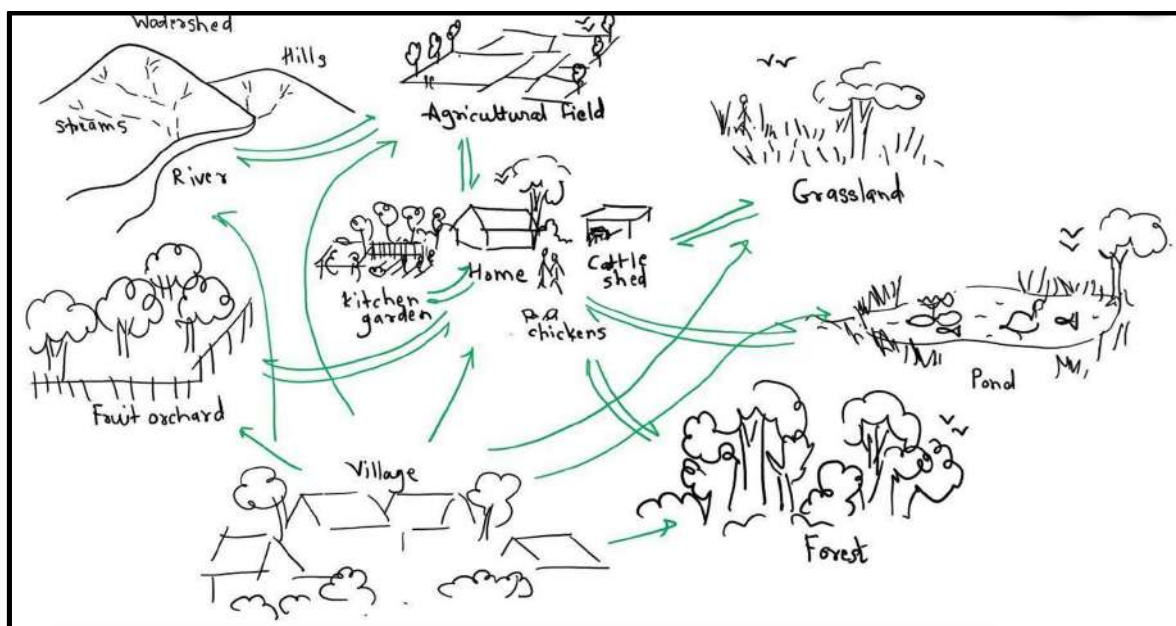 Watershed
Hills
streams
River
Agricultural field
Grassland
Home
Cattle
shed
kitchen
garden
chickens
Pond
Fruit orchard
Village
Forest